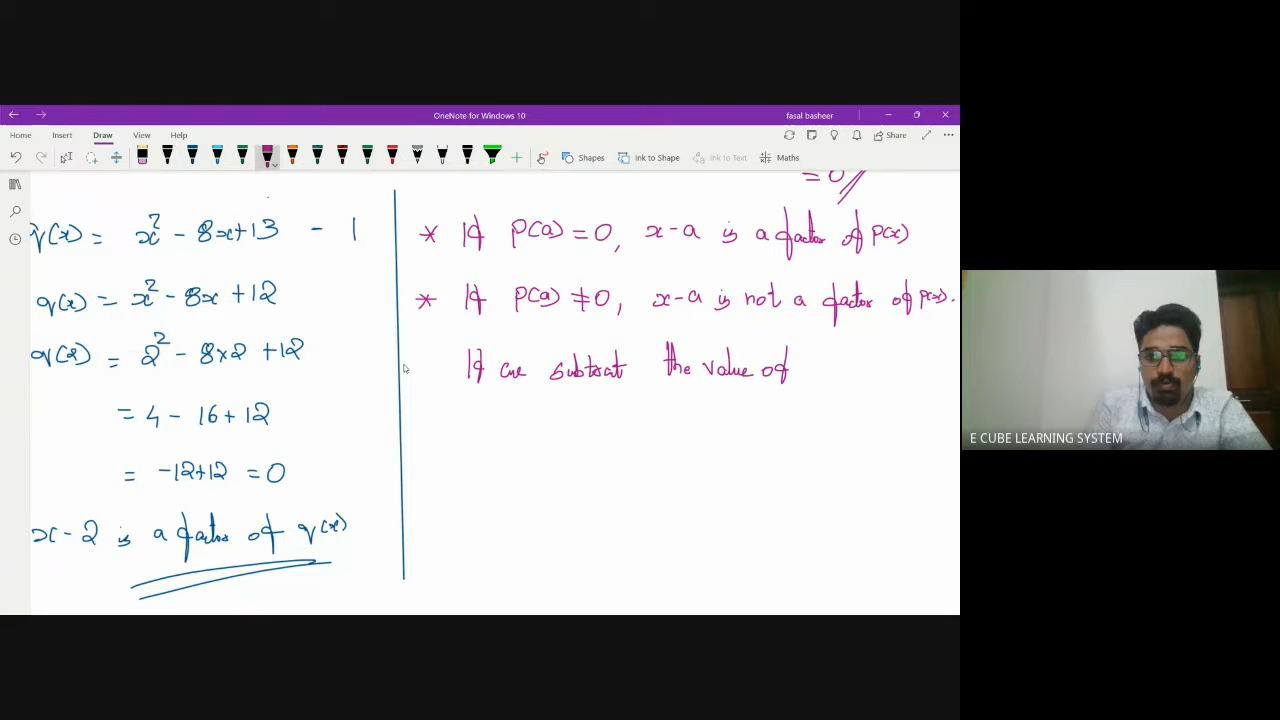 OneNote for Windows 10
fasal basheer
Home Insert Draw View Help
Share
Shapes Ink to Shape Ink to Text Maths
= 0
q(x) = x² - 8x+13 - 1
q(x) = x² - 8x +12
q(2) = 2² - 8×2 +12
= 4 - 16 + 12
= -12+12 = 0
x-2 is a factor of q(x)
* If P(a) = 0, x-a is a factor of P(x)
* If P(a) ≠ 0, x-a is not a factor of P(x).
If we subtract the value of
E CUBE LEARNING SYSTEM